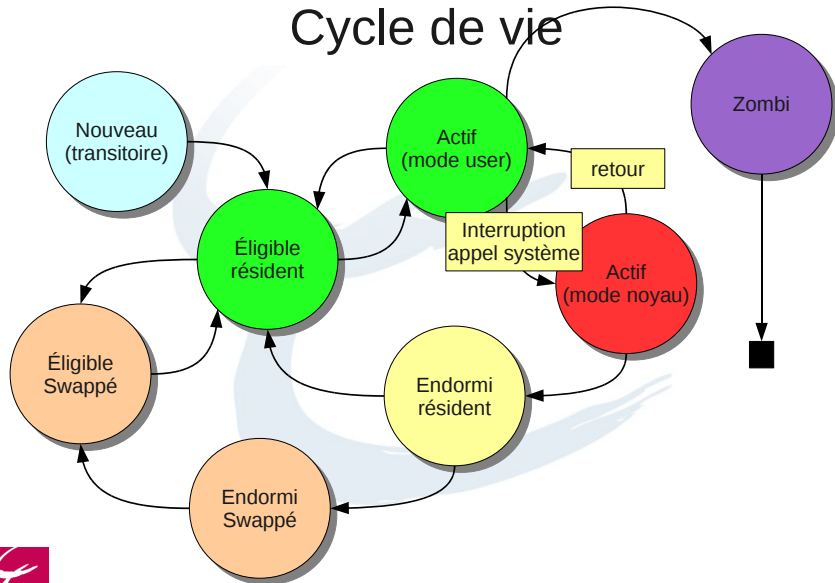 Cycle de vie
Nouveau
(transitoire)
Actif
(mode user)
Zombi
retour
Interruption
appel système
Éligible
résident
Actif
(mode noyau)
Éligible
Swappé
Endormi
résident
Endormi
Swappé